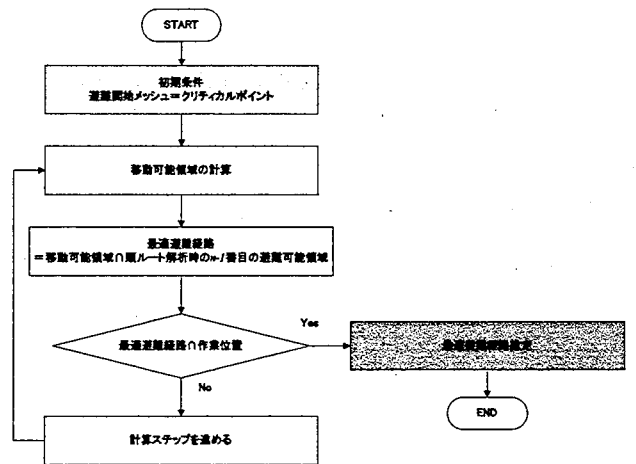 START
初期条件
避難開始メッシュ=クリティカルポイント
移動可能領域の計算
最適避難経路
=移動可能領域∩順ルート解析時のn-1番目の避難可能領域
最適避難経路∩作業位置
Yes
No
計算ステップを進める
END